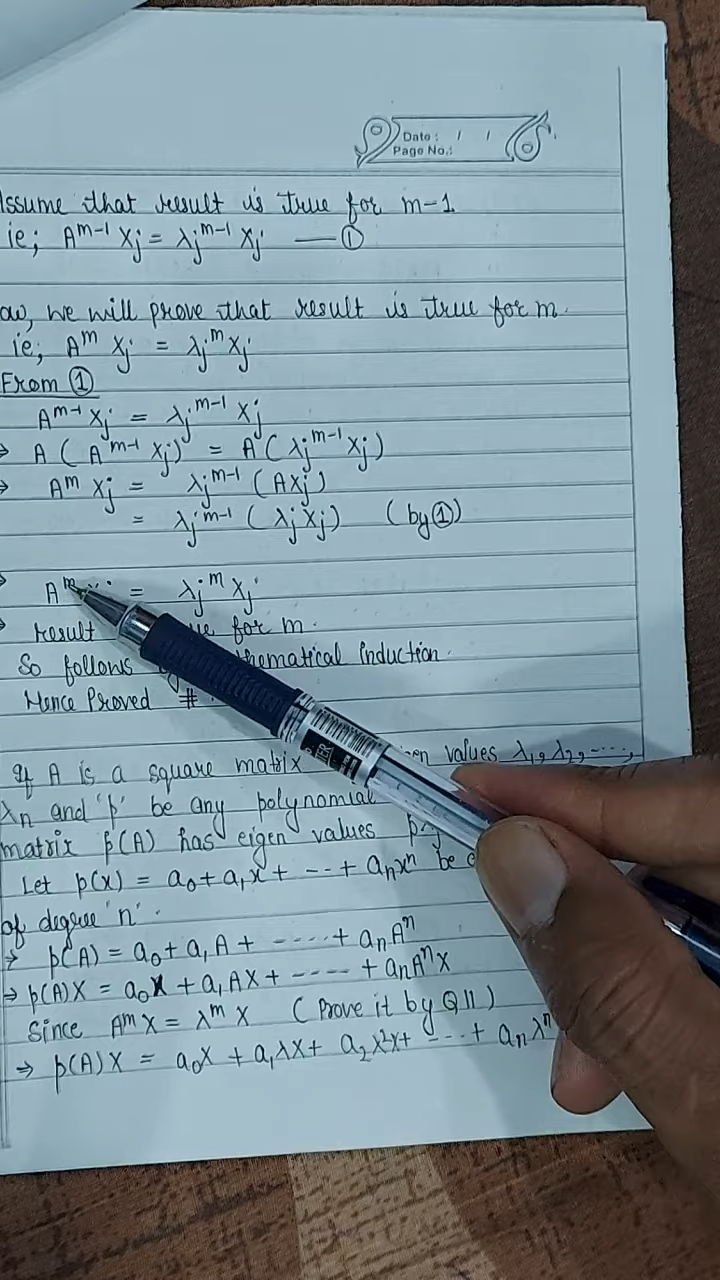 Date : / /
Page No.:
Assume that result is true for m-1
ie; A^{m-1} Xj = λj^{m-1} Xj —— ①
ow, we will prove that result is true for m.
ie; A^m Xj = λj^m Xj
From ①
A^{m-1} Xj = λj^{m-1} Xj
⇒ A ( A^{m-1} Xj ) = A ( λj^{m-1} Xj )
⇒ A^m Xj = λj^{m-1} ( AXj )
= λj^{m-1} ( λj Xj ) ( by ① )
⇒ A^m = λj^m Xj
⇒ result for m.
So follows Induction.
Hence Proved #
If A is a square matrix values λ1, λ2, ----,
λn and 'p' be any polynomial
matrix p(A) has eigen values
Let p(x) = a0 + a1x + --- + anx^n be
of degree 'n'.
⇒ p(A) = a0 + a1A + ----- + anA^n
⇒ p(A)X = a0X + a1AX + ---- + anA^nX
Since A^m X = λ^m X ( Prove it by Q11 )
⇒ p(A)X = a0X + a1λX + a2λ²X + --- + anλ^n